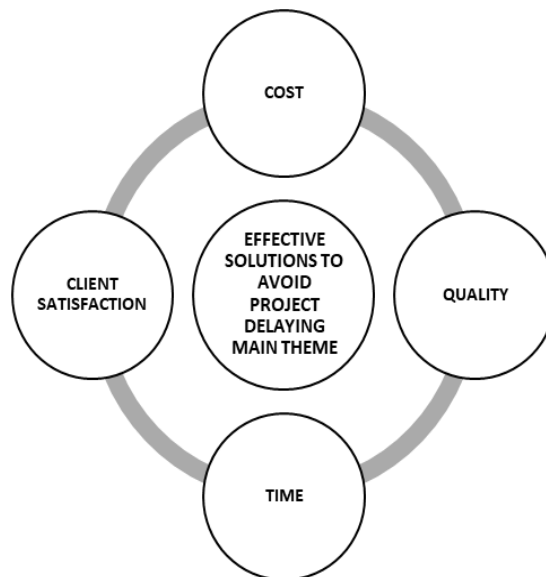 COST
EFFECTIVE
SOLUTIONS TO
AVOID
PROJECT
DELAYING
MAIN THEME
CLIENT
SATISFACTION
QUALITY
TIME